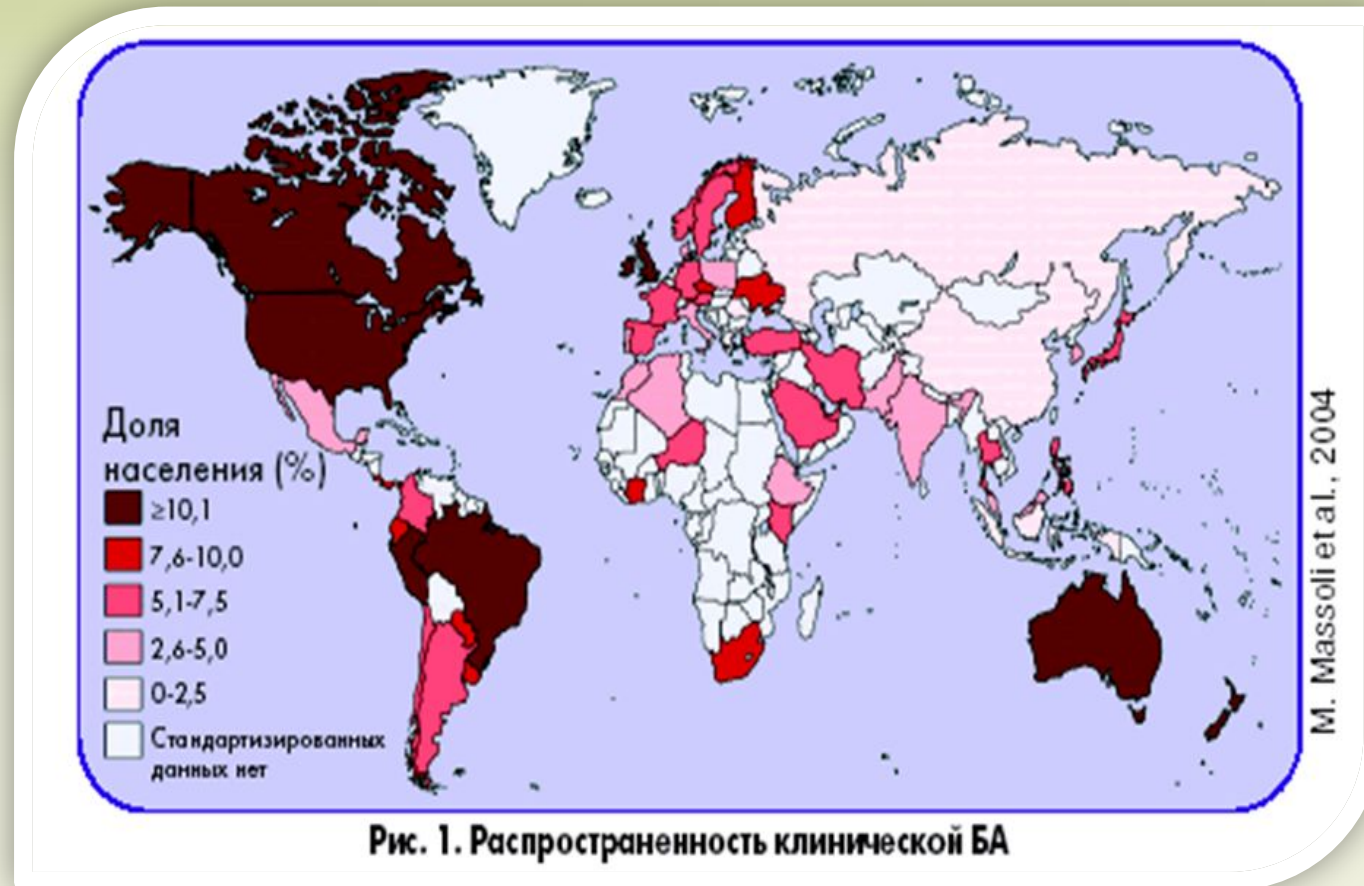 Доля
населения (%)
≥10,1
7,6-10,0
5,1-7,5
2,6-5,0
0-2,5
Стандартизированных
данных нет
M. Massoli et al., 2004
Рис. 1. Распространенность клинической БА